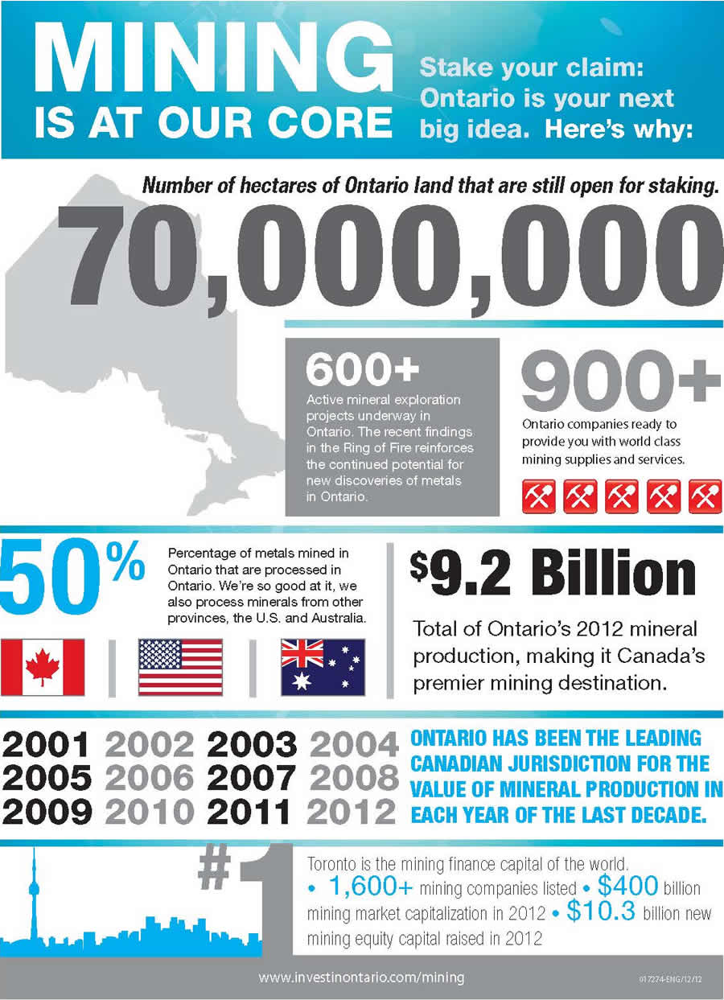 MINING
IS AT OUR CORE
Stake your claim:
Ontario is your next
big idea. Here's why:
Number of hectares of Ontario land that are still open for staking.
70,000,000
600+
Active mineral exploration
projects underway in
Ontario. The recent findings
in the Ring of Fire reinforces
the continued potential for
new discoveries of metals
in Ontario.
900+
Ontario companies ready to
provide you with world class
mining supplies and services.
50%
Percentage of metals mined in
Ontario that are processed in
Ontario. We're so good at it, we
also process minerals from other
provinces, the U.S. and Australia.
$9.2 Billion
Total of Ontario's 2012 mineral
production, making it Canada's
premier mining destination.
2001 2002 2003 2004
2005 2006 2007 2008
2009 2010 2011 2012
ONTARIO HAS BEEN THE LEADING
CANADIAN JURISDICTION FOR THE
VALUE OF MINERAL PRODUCTION IN
EACH YEAR OF THE LAST DECADE.
#1
Toronto is the mining finance capital of the world.
• 1,600+ mining companies listed • $400 billion
mining market capitalization in 2012 • $10.3 billion new
mining equity capital raised in 2012
www.investinontario.com/mining
017274-ENG/12/12